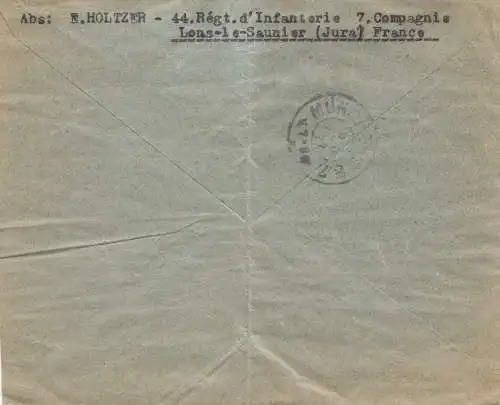 Abs: E.HOLTZER - 44.Régt.d'Infanterie 7.Compagnie
Lons-le-Saunier (Jura) France